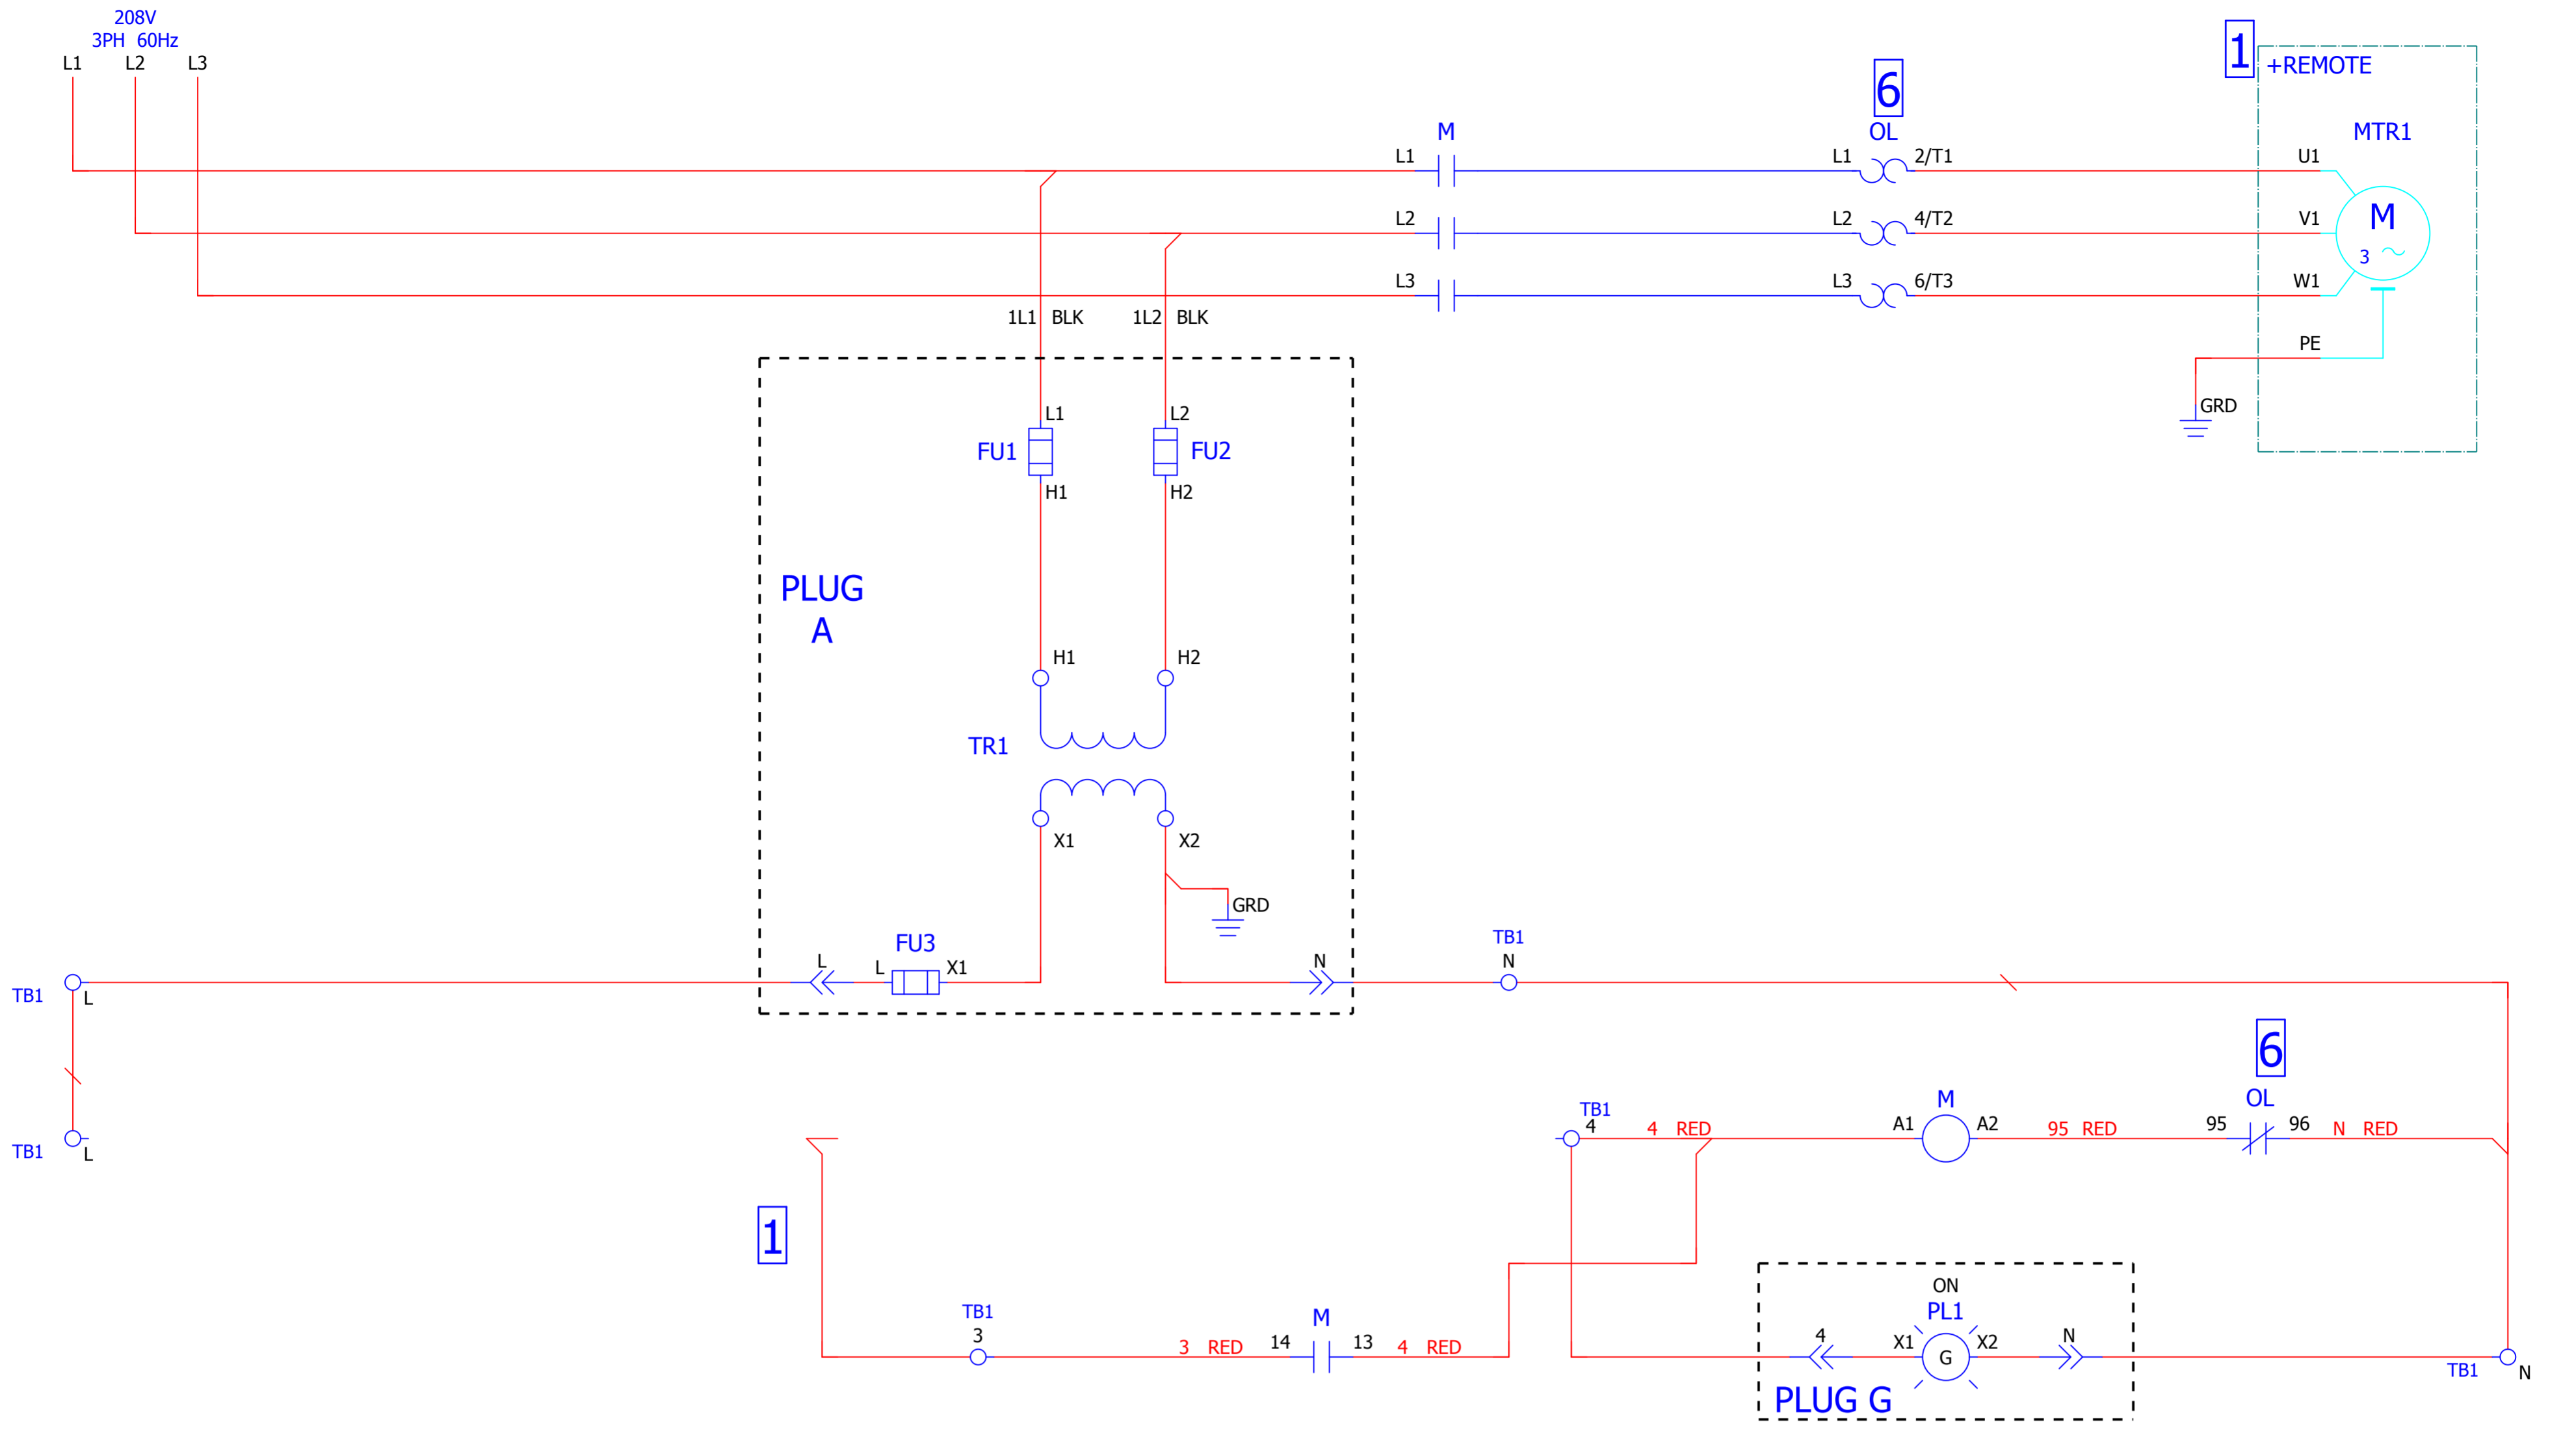 208V
3PH 60Hz
L1 L2 L3
1
+REMOTE
6
M
OL
MTR1
L1
L1
2/T1
U1
L2
L2
4/T2
V1
M
3
L3
L3
6/T3
W1
1L1 BLK
1L2 BLK
PE
GRD
L1
L2
FU1
FU2
H1
H2
PLUG
A
H1
H2
TR1
X1
X2
GRD
FU3
L
L
X1
N
TB1
N
TB1
L
6
OL
TB1
L
TB1
4
4 RED
M
A1
A2
95 RED
95
96
N RED
1
TB1
3
3 RED
M
14
13
4 RED
ON
PL1
4
X1
G
X2
N
PLUG G
TB1
N